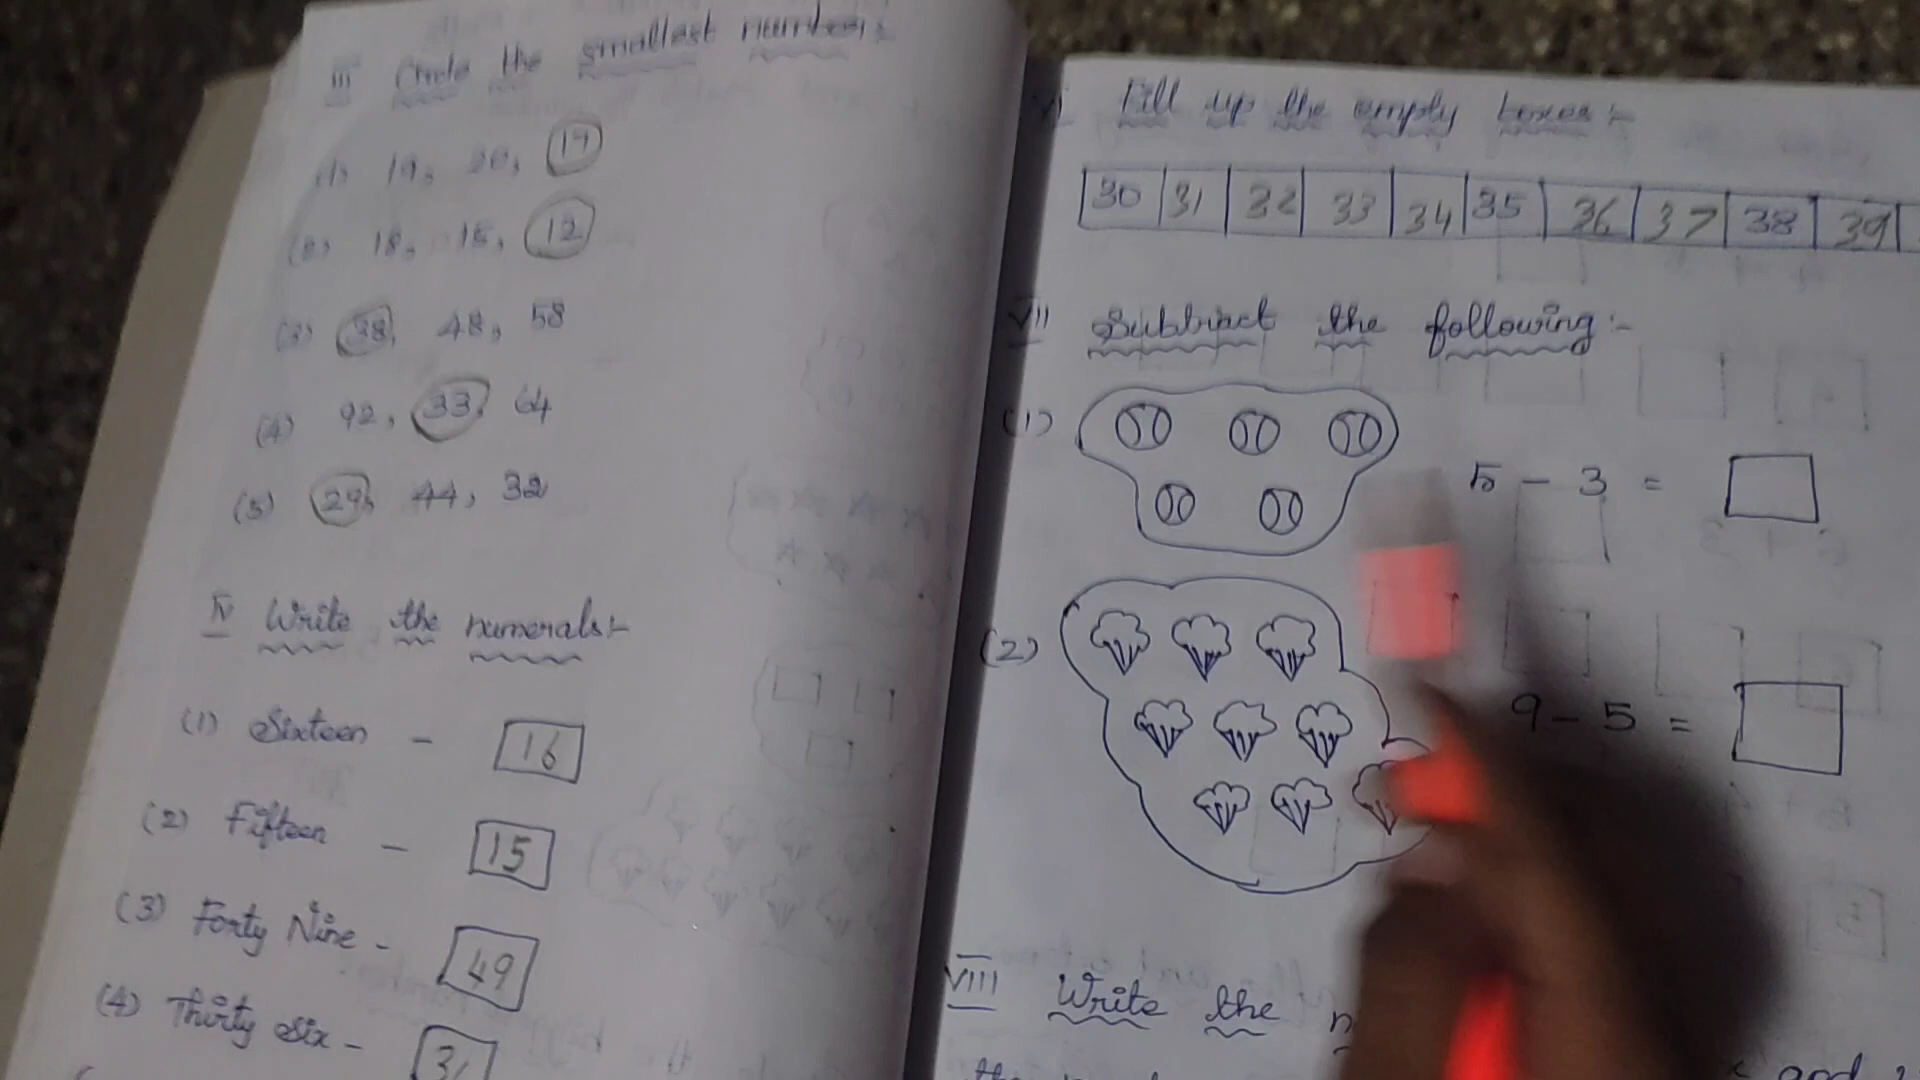 III Circle the smallest number:-
(1) 19, 20, 17
(2) 18, 15, 12
(3) 38, 48, 58
(4) 92, 33, 64
(5) 29, 44, 32
IV Write the numerals:-
(1) Sixteen - 16
(2) Fifteen - 15
(3) Forty Nine - 49
(4) Thirty Six -
Fill up the empty boxes:-
30 31 32 33 34 35 36 37 38 39
VII Subtract the following:-
(1) 5 - 3 =
(2) 9 - 5 =
VIII Write the
and